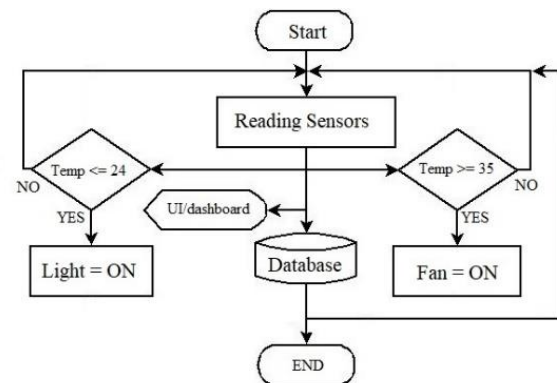 Start
Reading Sensors
Temp <= 24
Temp >= 35
NO
NO
YES
YES
UI/dashboard
Light = ON
Database
Fan = ON
END